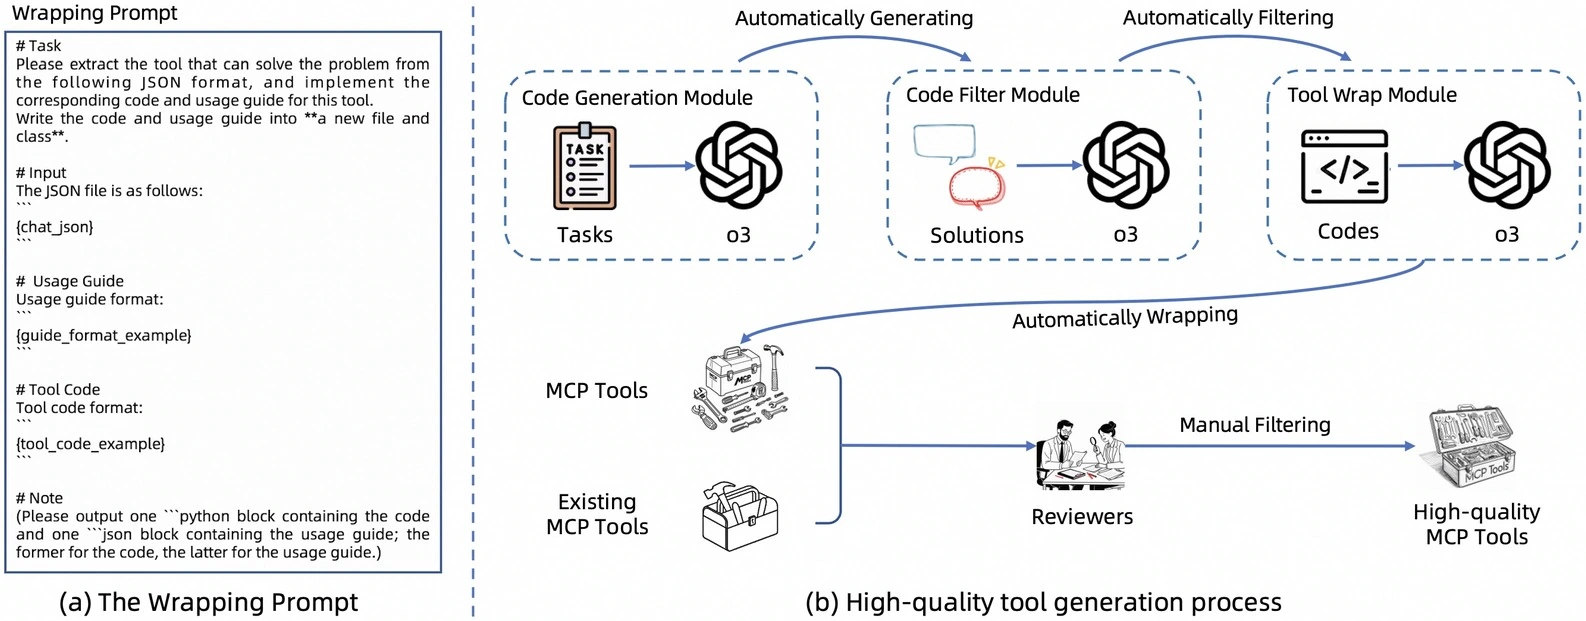 Wrapping Prompt
# Task
Please extract the tool that can solve the problem from
the following JSON format, and implement the
corresponding code and usage guide for this tool.
Write the code and usage guide into **a new file and
class**.
# Input
The JSON file is as follows:
```
{chat_json}
```
# Usage Guide
Usage guide format:
```
{guide_format_example}
```
# Tool Code
Tool code format:
```
{tool_code_example}
```
# Note
(Please output one ```python block containing the code
and one ```json block containing the usage guide; the
former for the code, the latter for the usage guide.)
(a) The Wrapping Prompt
Automatically Generating
Automatically Filtering
Code Generation Module
TASK
Tasks
o3
Code Filter Module
Solutions
o3
Tool Wrap Module
</>
Codes
o3
Automatically Wrapping
MCP Tools
MCP
Existing
MCP Tools
Reviewers
Manual Filtering
MCP Tools
High-quality
MCP Tools
(b) High-quality tool generation process